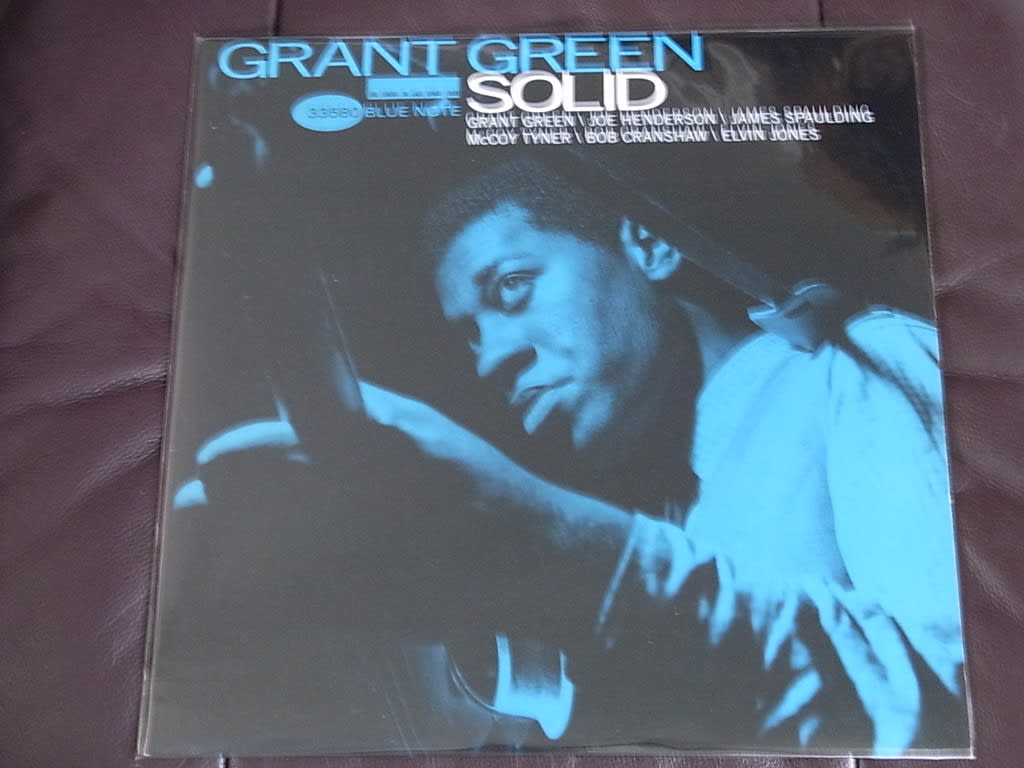 GRANT GREEN
SOLID
33580 BLUE NOTE
GRANT GREEN \ JOE HENDERSON \ JAMES SPAULDING
McCOY TYNER \ BOB CRANSHAW \ ELVIN JONES